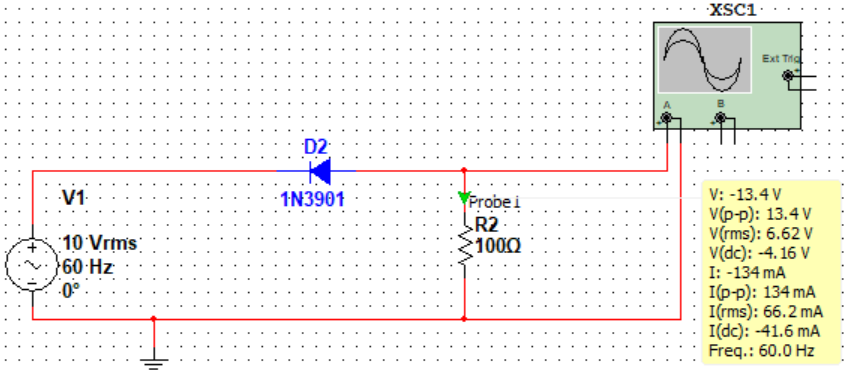 XSC1
Ext Trig
+
A
B
+
+
D2
1N3901
V1
10 Vrms
60 Hz
0°
Probe1
R2
100Ω
V: -13.4 V
V(p-p): 13.4 V
V(rms): 6.62 V
V(dc): -4.16 V
I: -134 mA
I(p-p): 134 mA
I(rms): 66.2 mA
I(dc): -41.6 mA
Freq.: 60.0 Hz